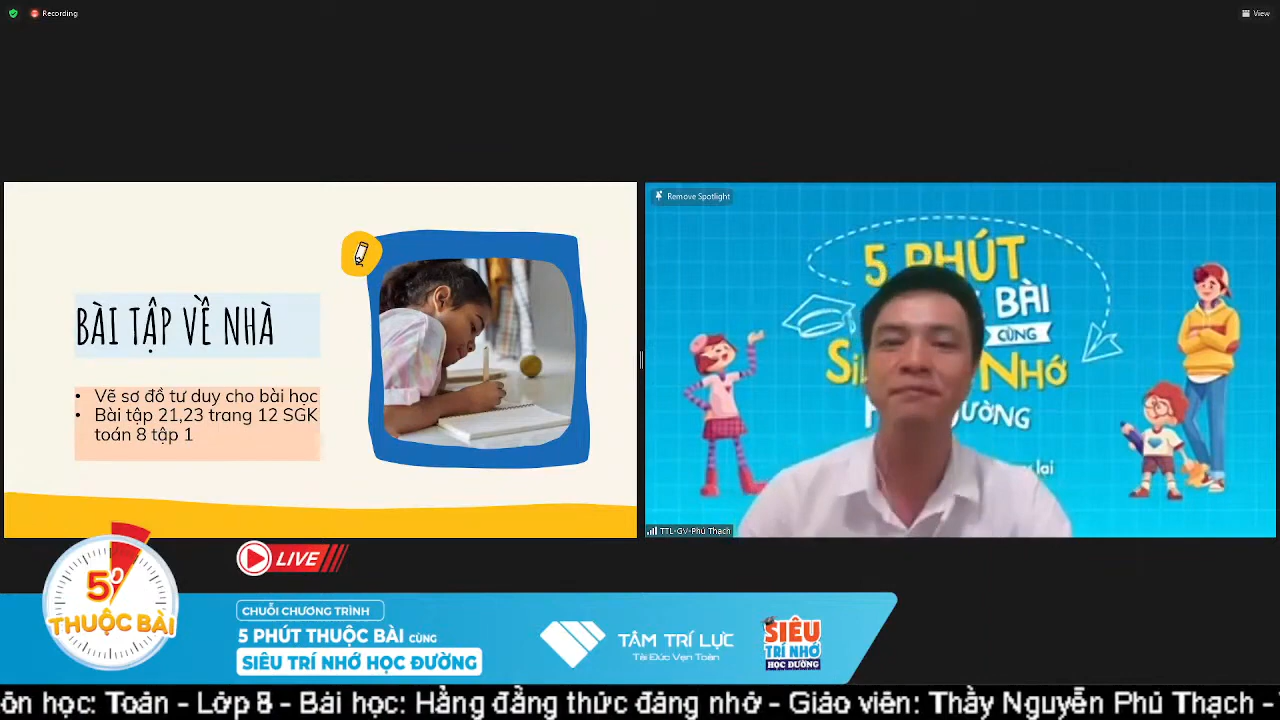 Recording
View
BÀI TẬP VỀ NHÀ
• Vẽ sơ đồ tư duy cho bài học
• Bài tập 21,23 trang 12 SGK
toán 8 tập 1
Remove Spotlight
5 PHÚT
BÀI
CÙNG
NHỚ
TTL-GV-Phú Thạch
LIVE
5'
THUỘC BÀI
CHUỖI CHƯƠNG TRÌNH
5 PHÚT THUỘC BÀI CÙNG
SIÊU TRÍ NHỚ HỌC ĐƯỜNG
TÂM TRÍ LỰC
Tài Đức Vẹn Toàn
SIÊU
TRÍ NHỚ
HỌC ĐƯỜNG
ôn học: Toán - Lớp 8 - Bài học: Hằng đẳng thức đáng nhớ - Giáo viên: Thầy Nguyễn Phú Thạch -